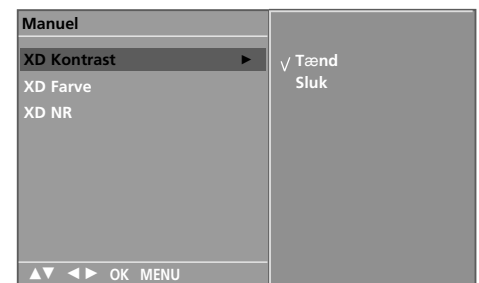 Manuel
XD Kontrast ►
XD Farve
XD NR
√ Tænd
Sluk
▲▼ ◄► OK MENU